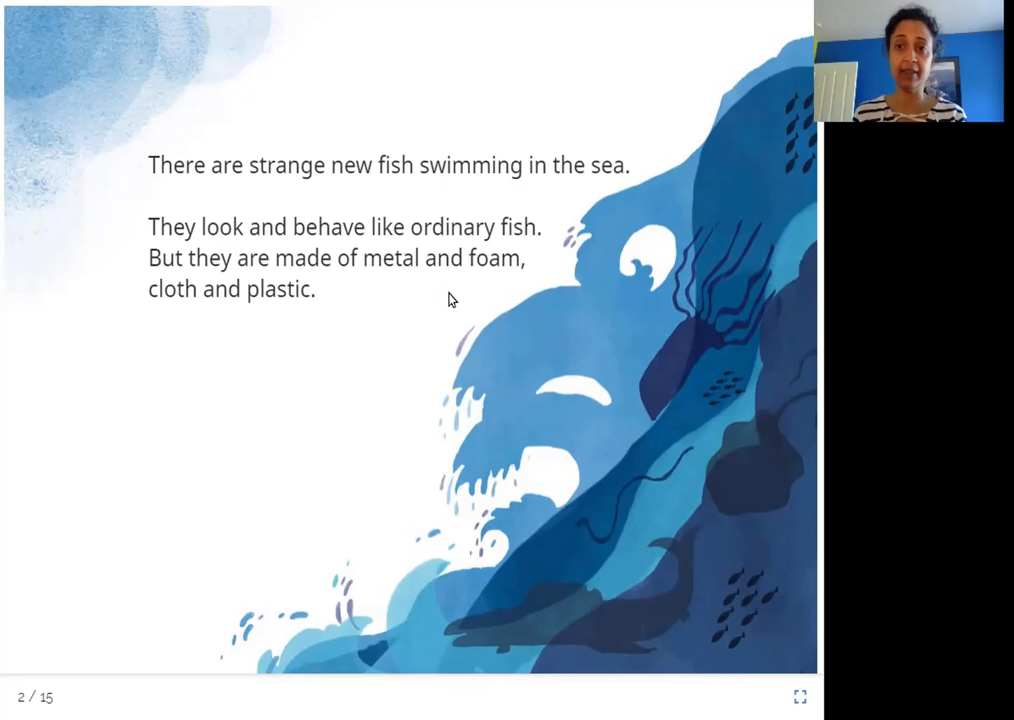 There are strange new fish swimming in the sea.
They look and behave like ordinary fish.
But they are made of metal and foam,
cloth and plastic.
2 / 15